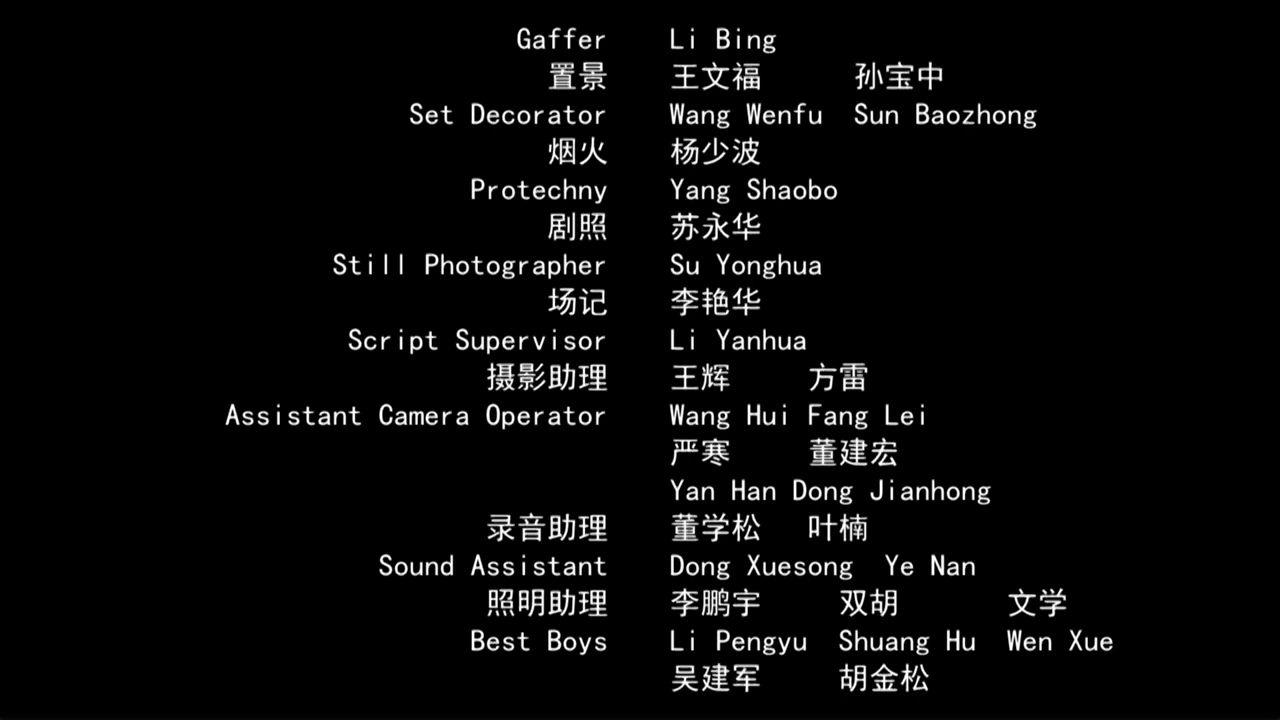 Gaffer Li Bing
置景 王文福 孙宝中
Set Decorator Wang Wenfu Sun Baozhong
烟火 杨少波
Protechny Yang Shaobo
剧照 苏永华
Still Photographer Su Yonghua
场记 李艳华
Script Supervisor Li Yanhua
摄影助理 王辉 方雷
Assistant Camera Operator Wang Hui Fang Lei
严寒 董建宏
Yan Han Dong Jianhong
录音助理 董学松 叶楠
Sound Assistant Dong Xuesong Ye Nan
照明助理 李鹏宇 双胡 文学
Best Boys Li Pengyu Shuang Hu Wen Xue
吴建军 胡金松